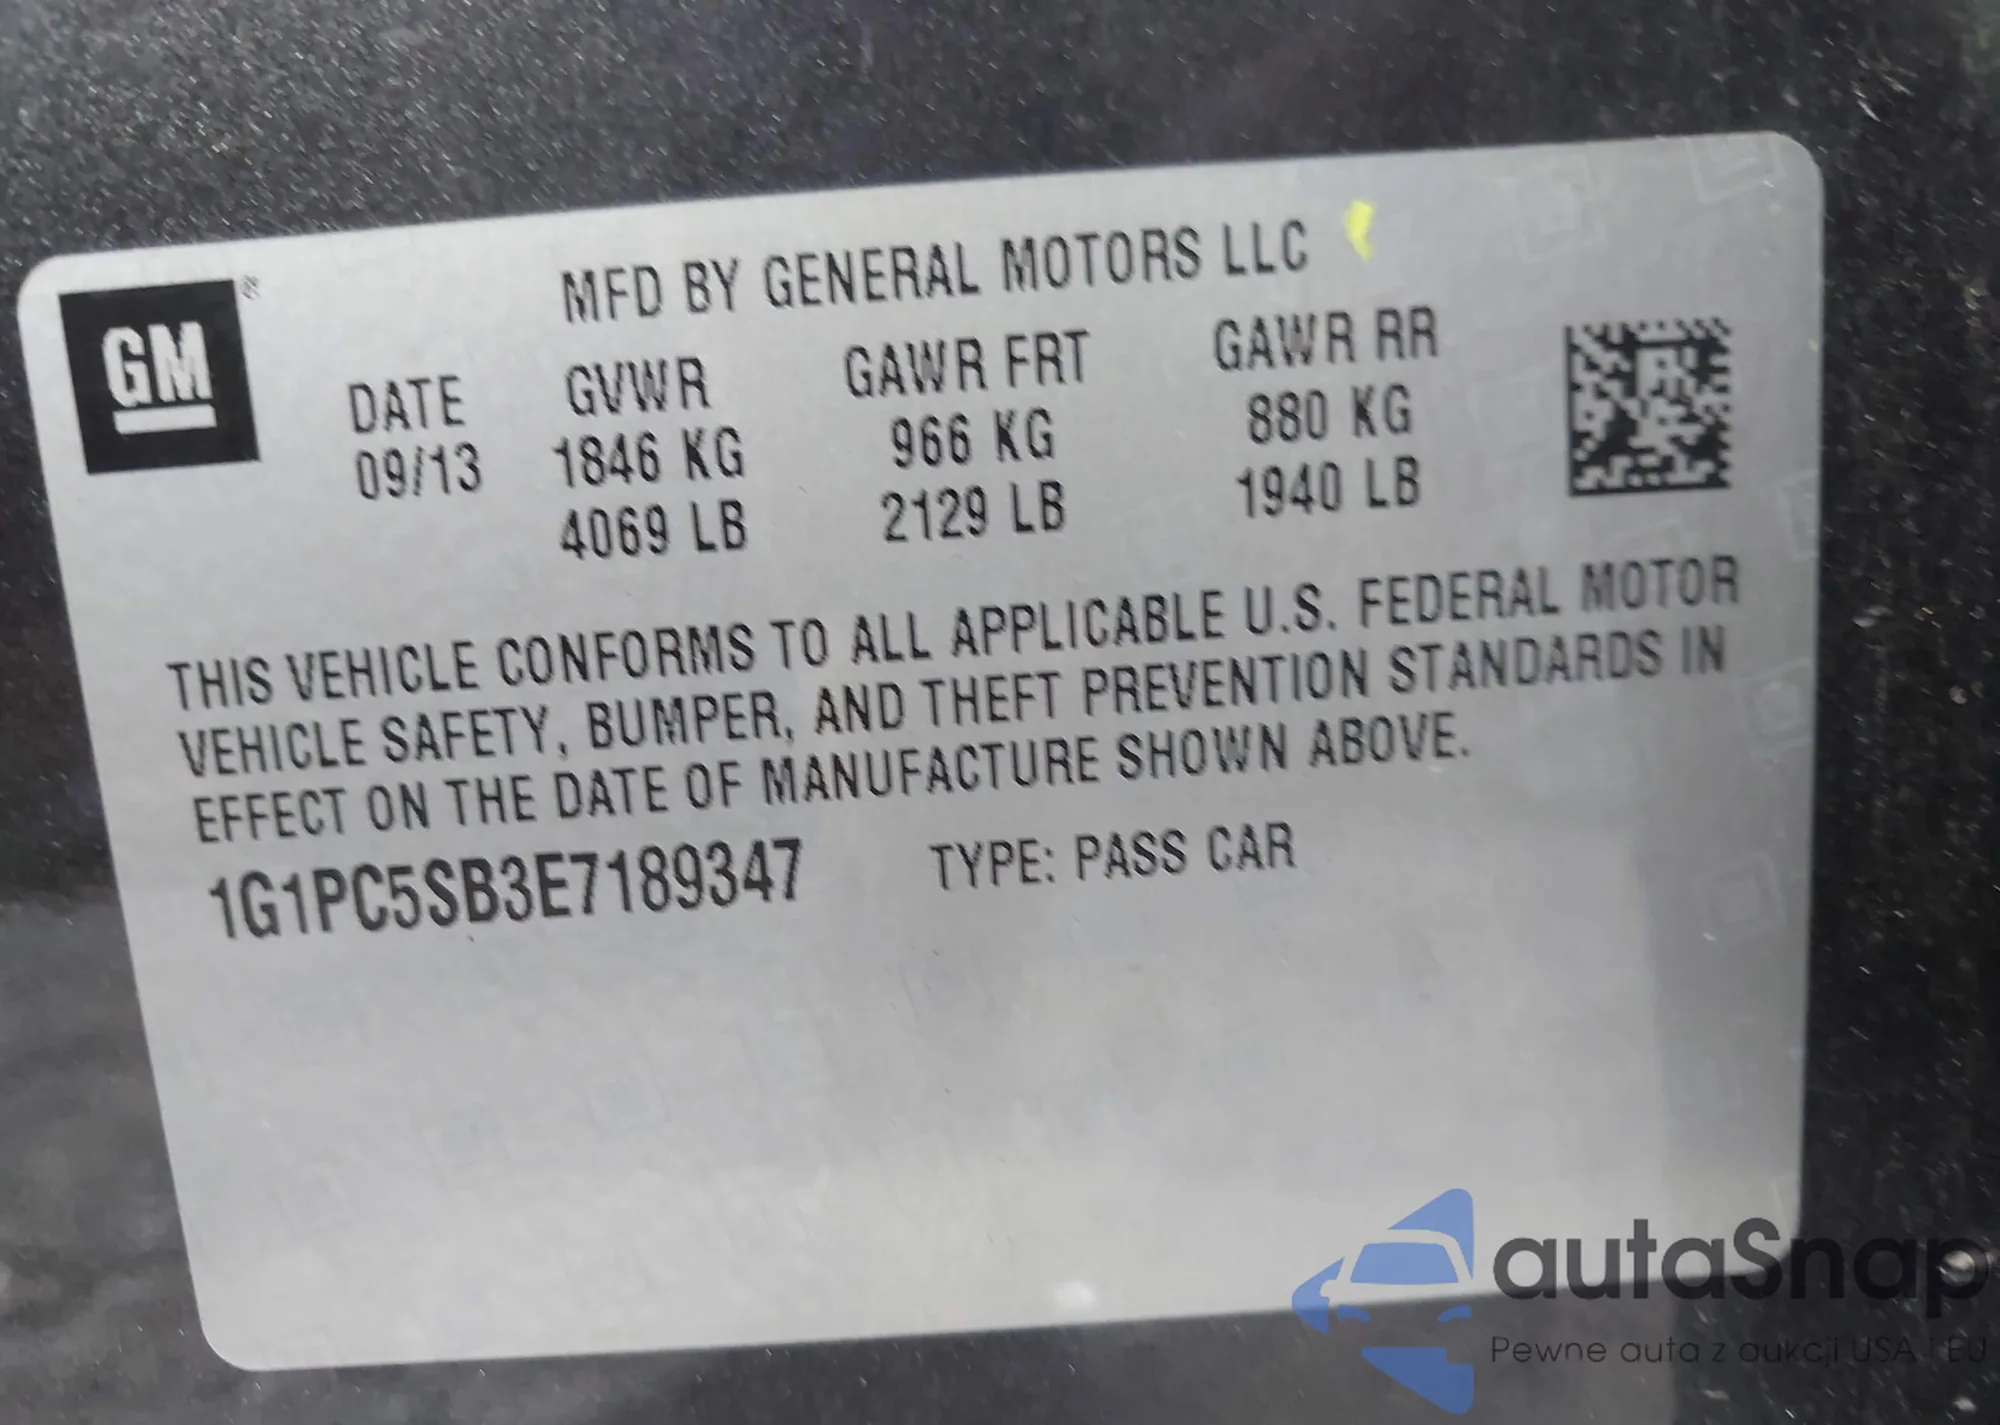 GM ®
MFD BY GENERAL MOTORS LLC
DATE GVWR GAWR FRT GAWR RR
09/13 1846 KG 966 KG 880 KG
4069 LB 2129 LB 1940 LB
THIS VEHICLE CONFORMS TO ALL APPLICABLE U.S. FEDERAL MOTOR
VEHICLE SAFETY, BUMPER, AND THEFT PREVENTION STANDARDS IN
EFFECT ON THE DATE OF MANUFACTURE SHOWN ABOVE.
1G1PC5SB3E7189347 TYPE: PASS CAR
autaSnap
Pewne auta z aukcji USA i EU